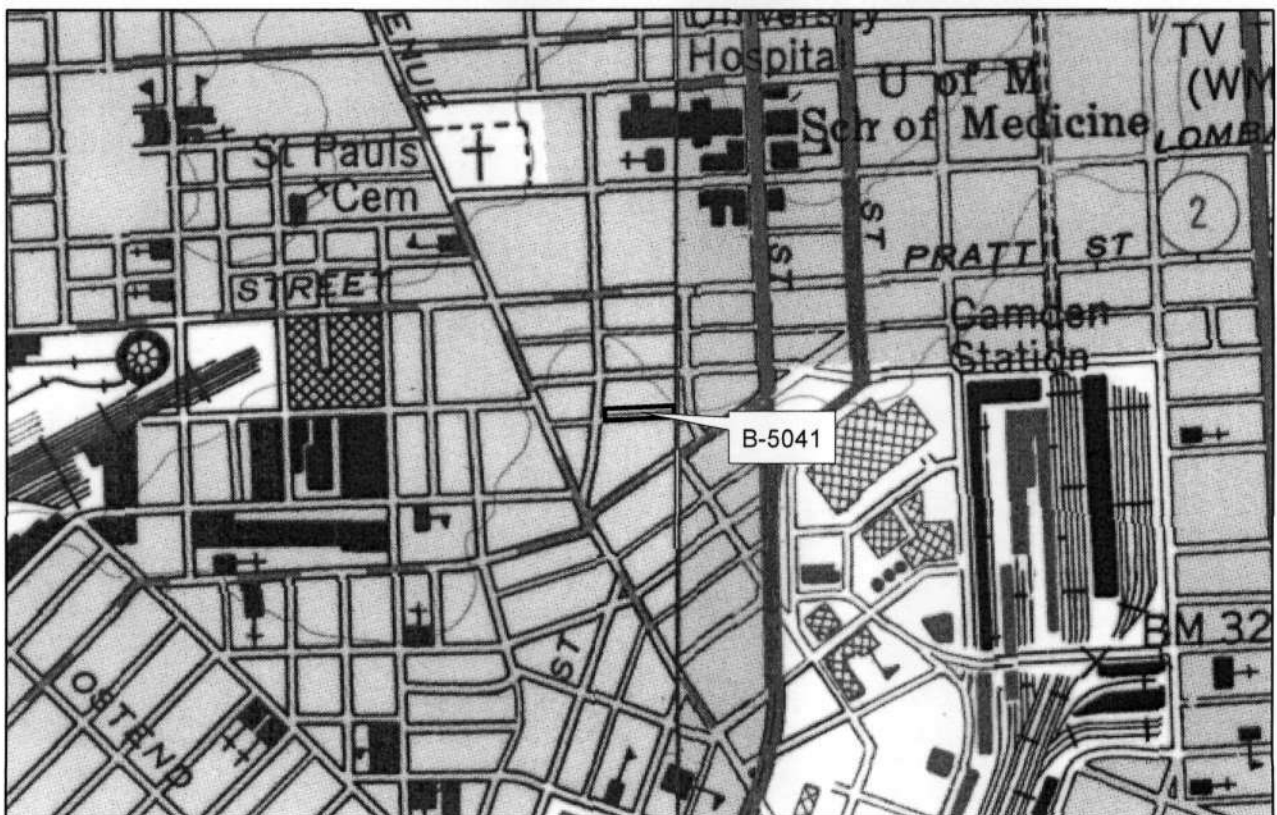 University
Hospital
TV
(WM
U of M
Sch of Medicine
LOMBA
ENUE
St Pauls
Cem
2
ST
ST
PRATT ST
STREET
Camden
Station
B-5041
BM 32
ST
OSTEND